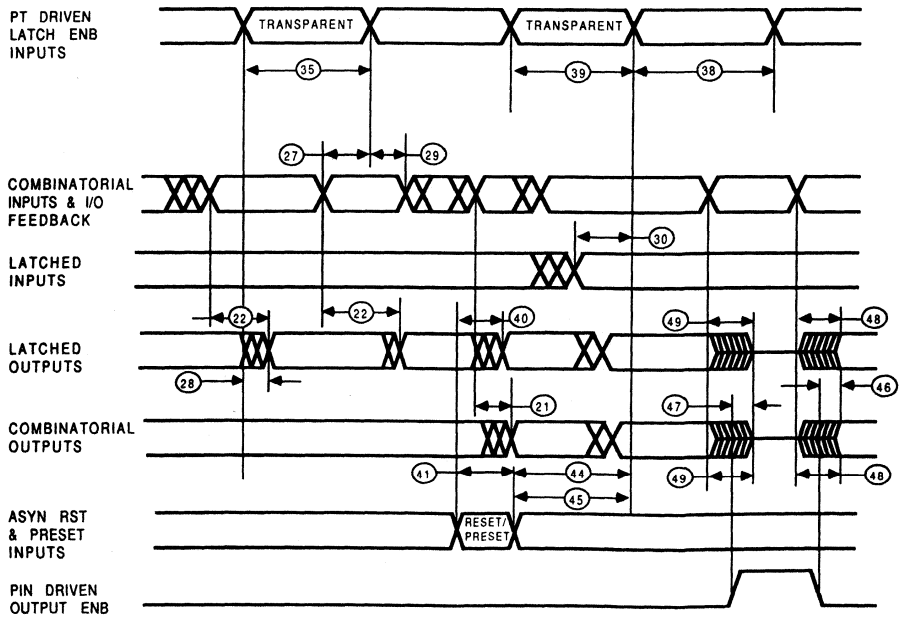 PT DRIVEN
LATCH ENB
INPUTS
TRANSPARENT
TRANSPARENT
35
39
38
27
29
COMBINATORIAL
INPUTS & I/O
FEEDBACK
30
LATCHED
INPUTS
22
22
40
49
48
LATCHED
OUTPUTS
28
46
21
47
COMBINATORIAL
OUTPUTS
41
44
49
48
45
ASYN RST
& PRESET
INPUTS
RESET/
PRESET
PIN DRIVEN
OUTPUT ENB